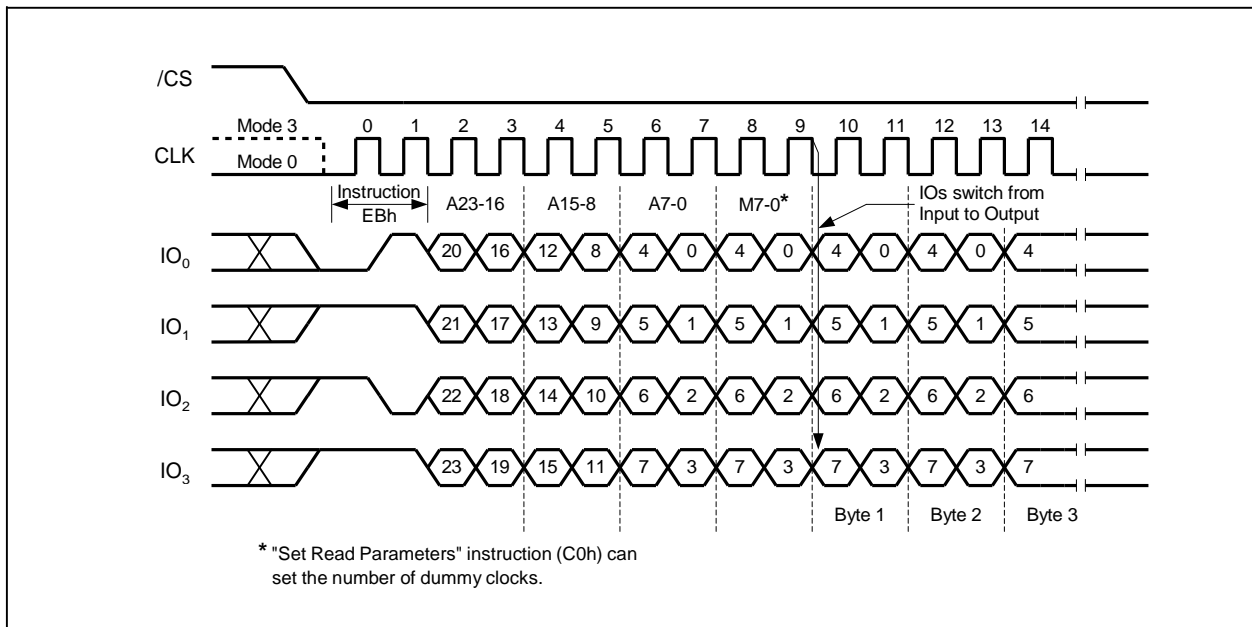 /CS
Mode 3 0 1 2 3 4 5 6 7 8 9 10 11 12 13 14
CLK
Mode 0
Instruction A23-16 A15-8 A7-0 M7-0* IOs switch from
EBh Input to Output
IO0 20 16 12 8 4 0 4 0 4 0 4 0 4
IO1 21 17 13 9 5 1 5 1 5 1 5 1 5
IO2 22 18 14 10 6 2 6 2 6 2 6 2 6
IO3 23 19 15 11 7 3 7 3 7 3 7 3 7
Byte 1 Byte 2 Byte 3
* "Set Read Parameters" instruction (C0h) can
set the number of dummy clocks.